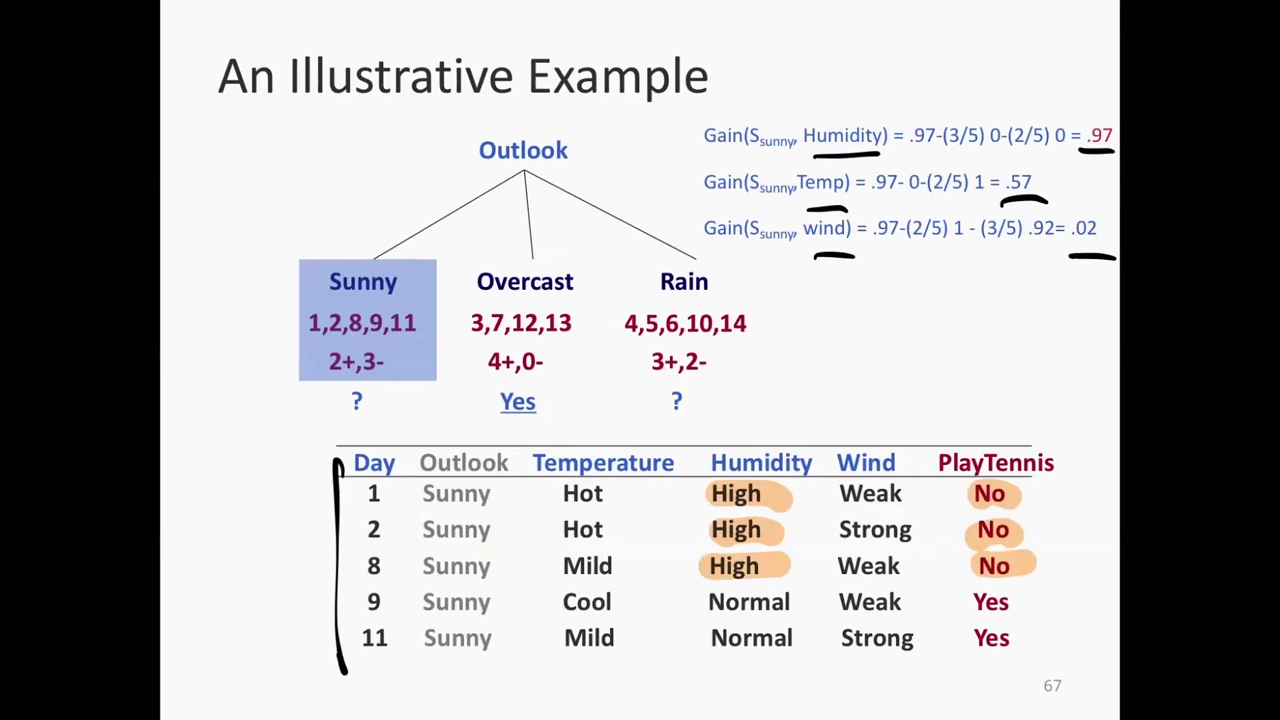 An Illustrative Example
Gain(Ssunny, Humidity) = .97-(3/5) 0-(2/5) 0 = .97
Gain(Ssunny,Temp) = .97- 0-(2/5) 1 = .57
Gain(Ssunny, wind) = .97-(2/5) 1 - (3/5) .92= .02
Outlook
Sunny Overcast Rain
1,2,8,9,11 3,7,12,13 4,5,6,10,14
2+,3- 4+,0- 3+,2-
? Yes ?
Day Outlook Temperature Humidity Wind PlayTennis
1 Sunny Hot High Weak No
2 Sunny Hot High Strong No
8 Sunny Mild High Weak No
9 Sunny Cool Normal Weak Yes
11 Sunny Mild Normal Strong Yes
67